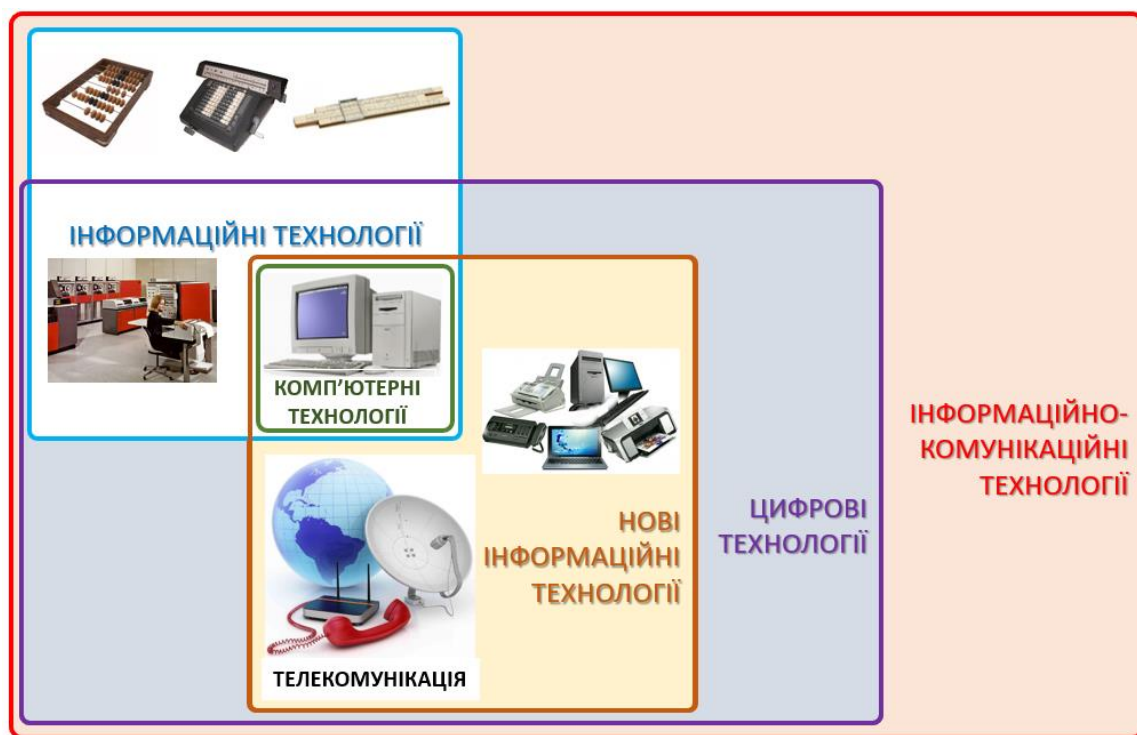 ІНФОРМАЦІЙНІ ТЕХНОЛОГІЇ
КОМП’ЮТЕРНІ
ТЕХНОЛОГІЇ
ТЕЛЕКОМУНІКАЦІЯ
НОВІ
ІНФОРМАЦІЙНІ
ТЕХНОЛОГІЇ
ЦИФРОВІ
ТЕХНОЛОГІЇ
ІНФОРМАЦІЙНО-
КОМУНІКАЦІЙНІ
ТЕХНОЛОГІЇ